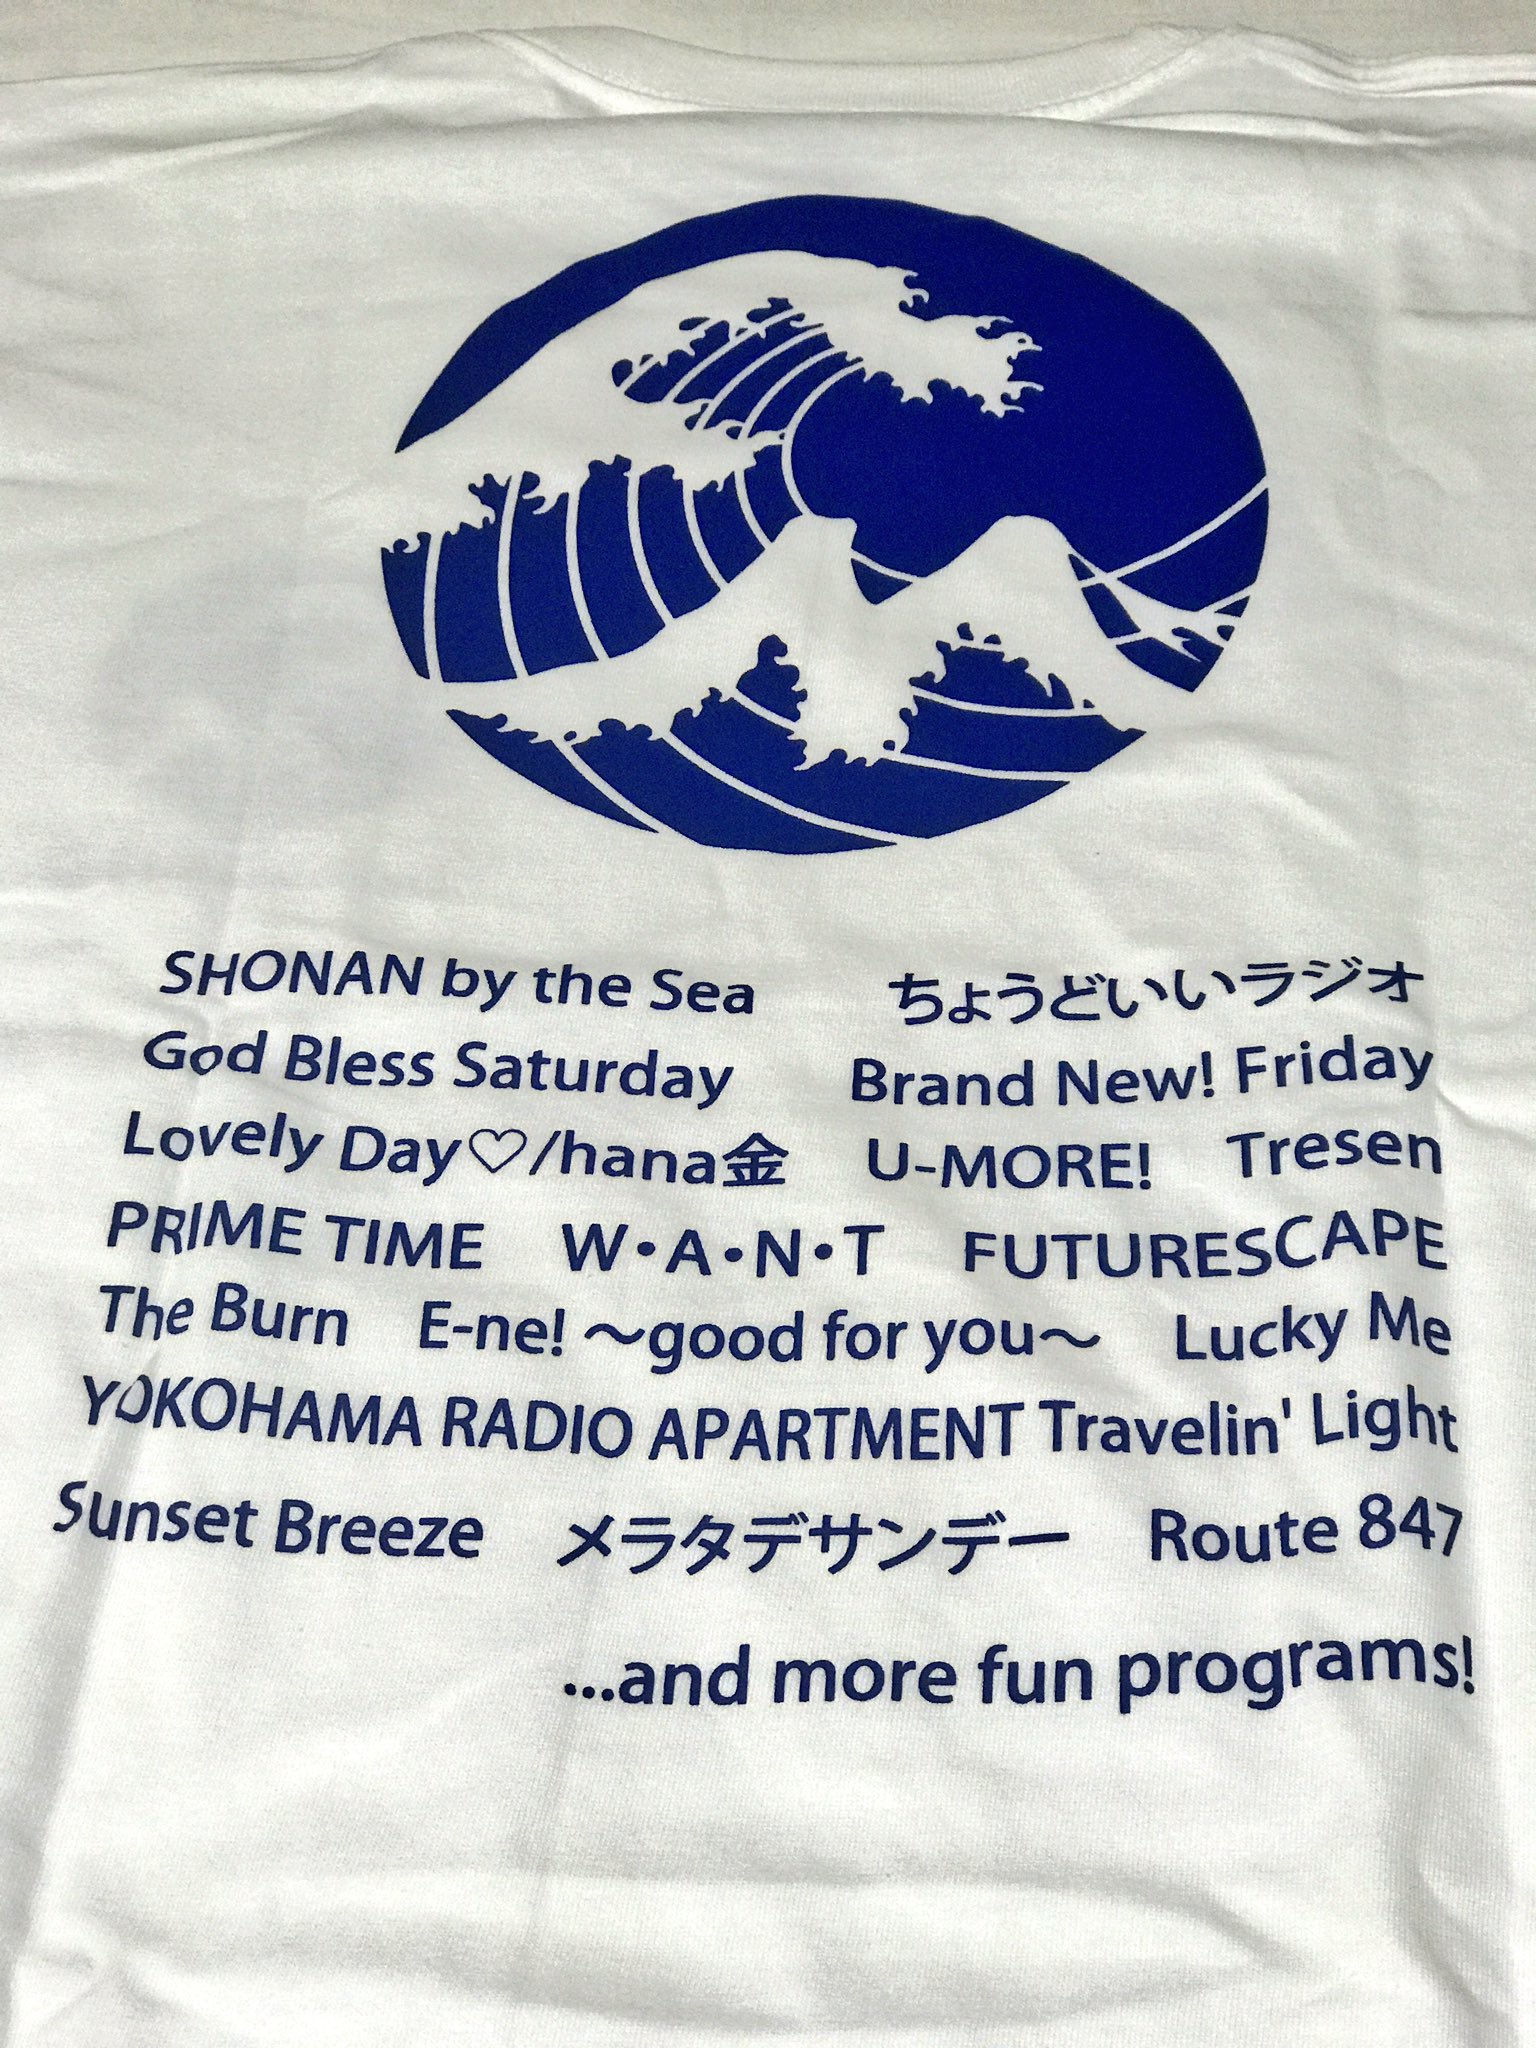 SHONAN by the Sea ちょうどいいラジオ
God Bless Saturday Brand New! Friday
Lovely Day♡/hana金 U-MORE! Tresen
PRIME TIME W・A・N・T FUTURESCAPE
The Burn E-ne! ～good for you～ Lucky Me
YOKOHAMA RADIO APARTMENT Travelin' Light
Sunset Breeze メラタデサンデー Route 847
...and more fun programs!